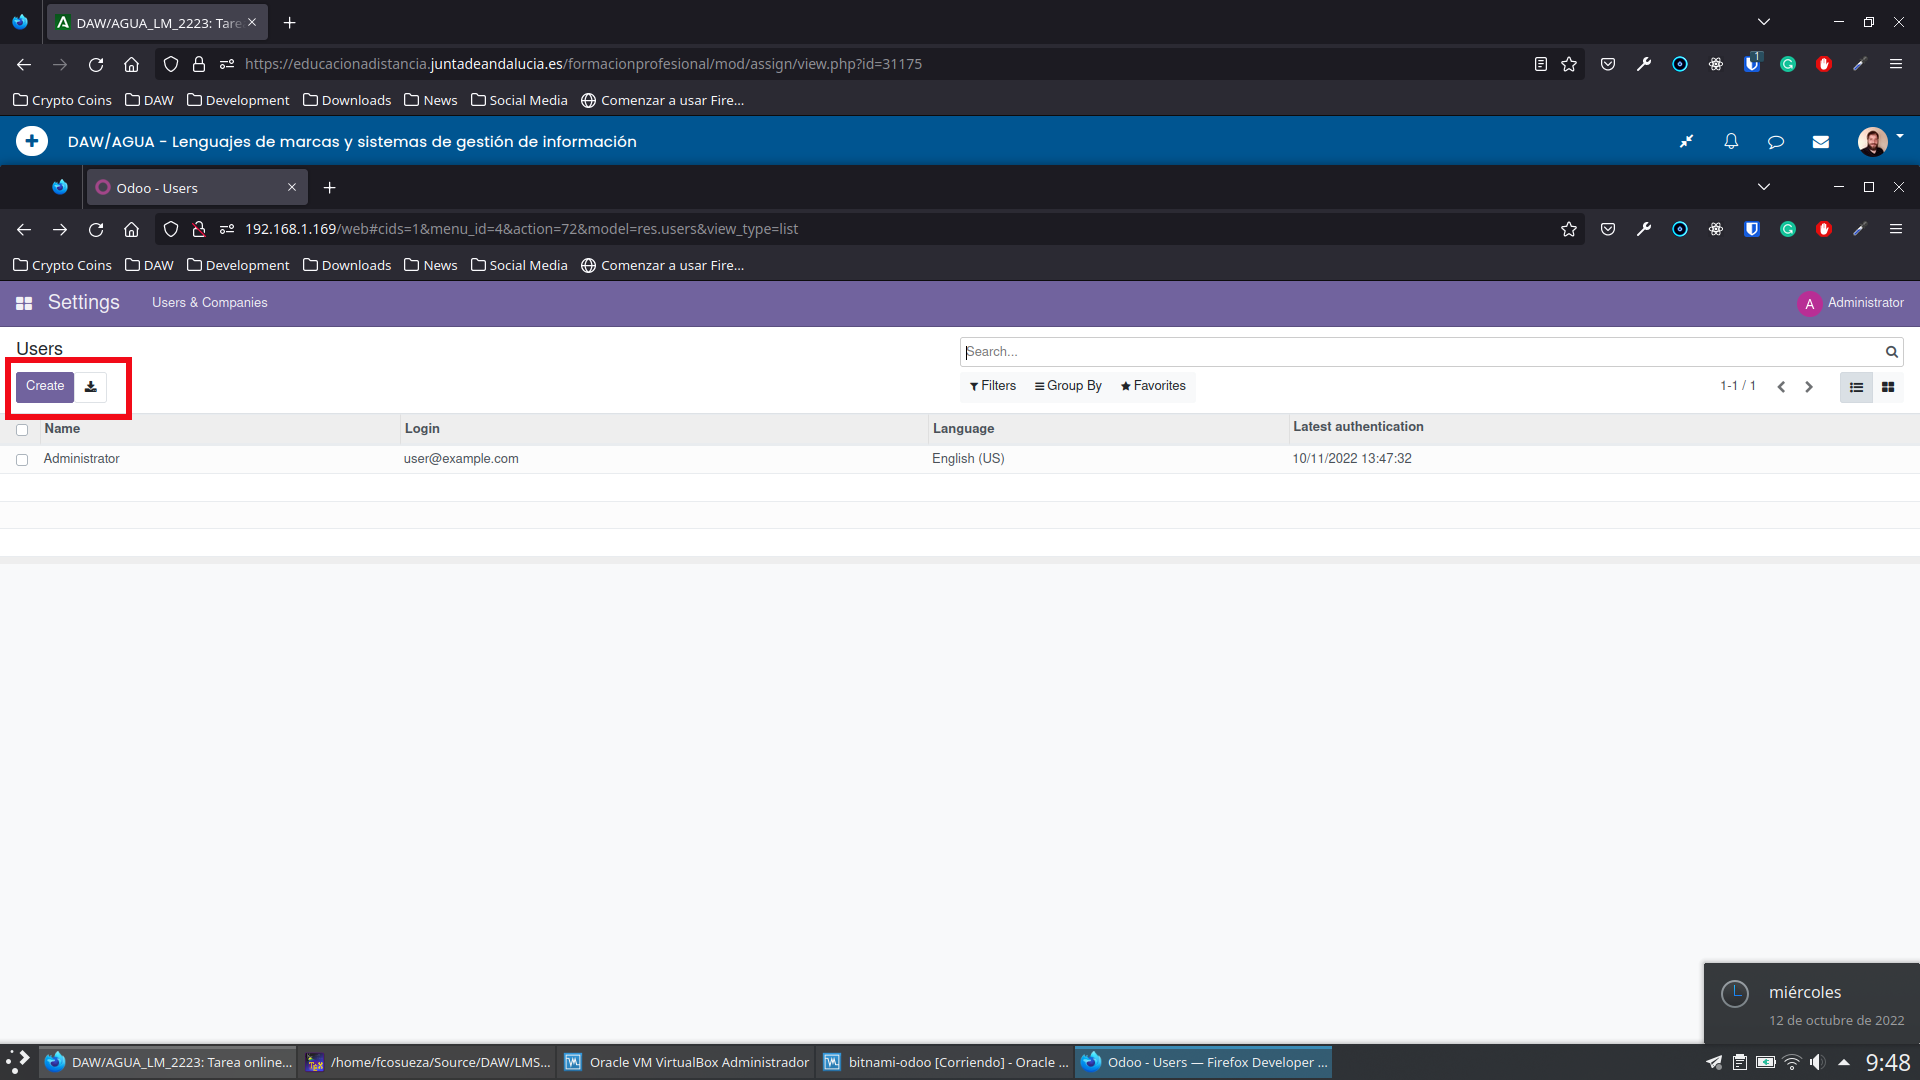 DAW/AGUA_LM_2223: Tare
https://educacionadistancia.juntadeandalucia.es/formacionprofesional/mod/assign/view.php?id=31175
1
Crypto Coins DAW Development Downloads News Social Media Comenzar a usar Fire...
DAW/AGUA - Lenguajes de marcas y sistemas de gestión de información
Odoo - Users
192.168.1.169/web#cids=1&menu_id=4&action=72&model=res.users&view_type=list
Crypto Coins DAW Development Downloads News Social Media Comenzar a usar Fire...
Settings Users & Companies A Administrator
Users
Search...
Create
Filters Group By Favorites 1-1 / 1
Name Login Language Latest authentication
Administrator user@example.com English (US) 10/11/2022 13:47:32
miércoles
12 de octubre de 2022
DAW/AGUA_LM_2223: Tarea online... /home/fcosueza/Source/DAW/LMS... Oracle VM VirtualBox Administrador bitnami-odoo [Corriendo] - Oracle ... Odoo - Users — Firefox Developer ... 9:48